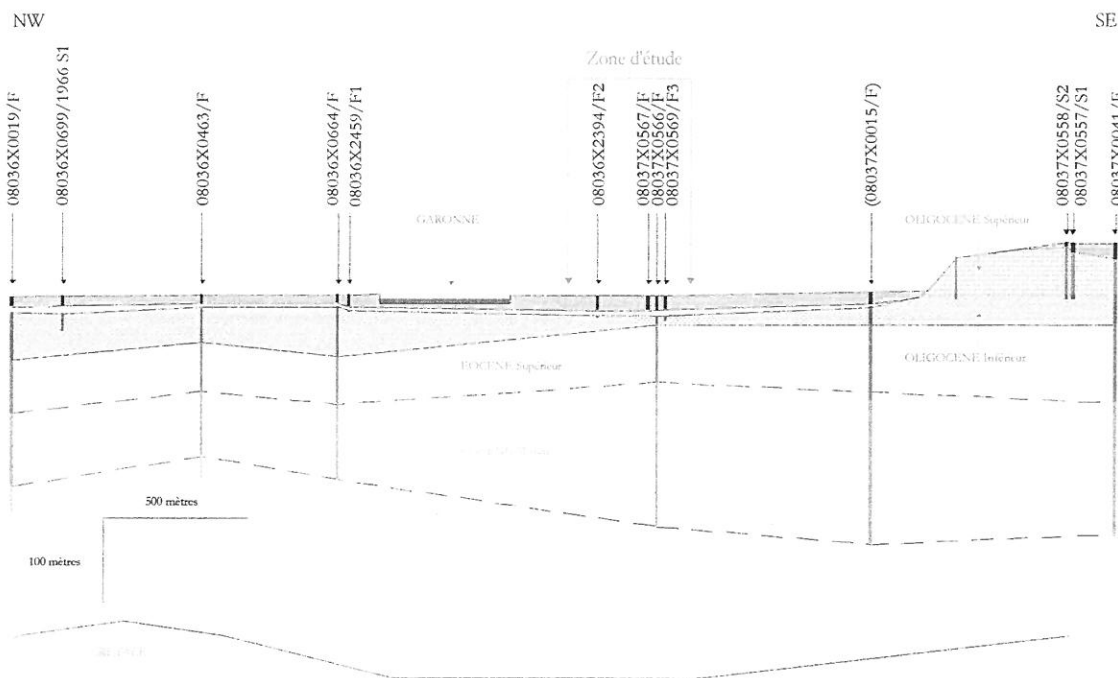 NW
SE
Zone d'étude
08036X0019/F
08036X0699/1966 S1
08036X0463/F
08036X0664/F
08036X2459/F1
08036X2394/F2
08037X0567/F
08037X0566/F
08037X0569/F3
(08037X0015/F)
08037X0558/S2
08037X0557/S1
08037X0041/F
GARONNE
OLIGOCENE Supérieur
EOCENE Supérieur
OLIGOCENE Inférieur
500 mètres
100 mètres